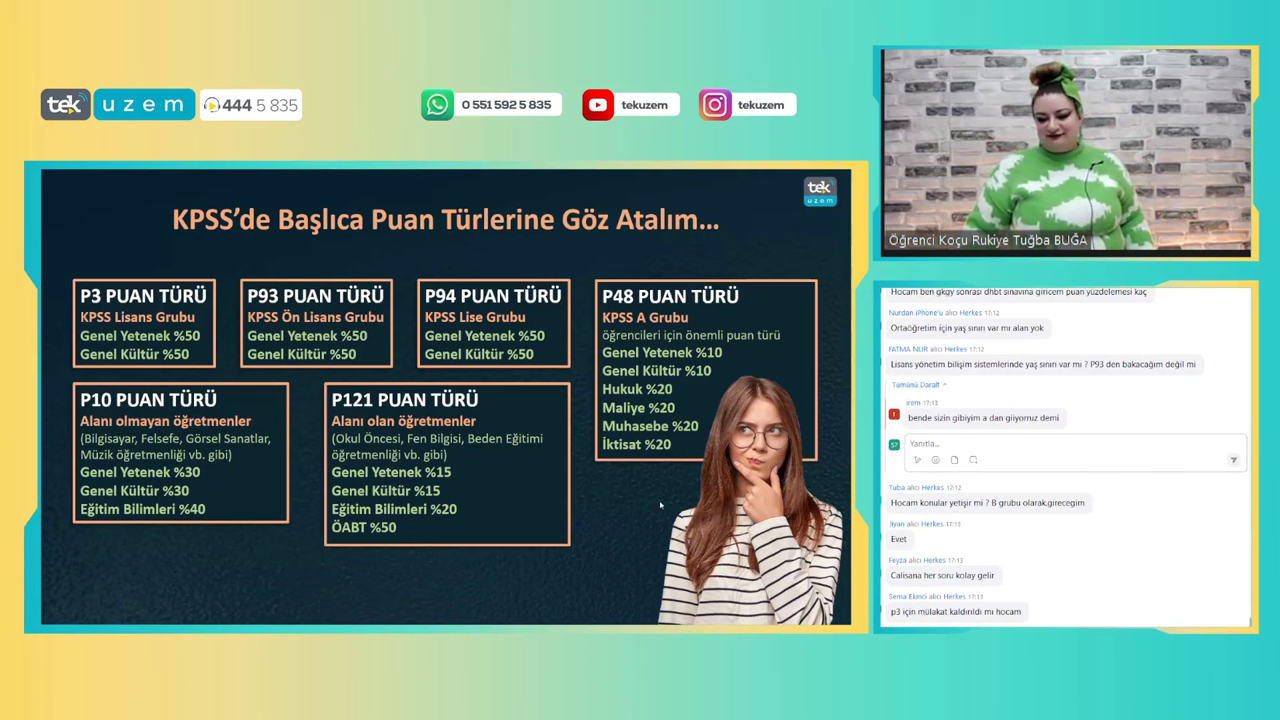 tek
uzem
444 5 835
0 551 592 5 835
tekuzem
tekuzem
tek
uzem
KPSS'de Başlıca Puan Türlerine Göz Atalım...
P3 PUAN TÜRÜ
KPSS Lisans Grubu
Genel Yetenek %50
Genel Kültür %50
P93 PUAN TÜRÜ
KPSS Ön Lisans Grubu
Genel Yetenek %50
Genel Kültür %50
P94 PUAN TÜRÜ
KPSS Lise Grubu
Genel Yetenek %50
Genel Kültür %50
P48 PUAN TÜRÜ
KPSS A Grubu
öğrencileri için önemli puan türü
Genel Yetenek %10
Genel Kültür %10
Hukuk %20
Maliye %20
Muhasebe %20
İktisat %20
P10 PUAN TÜRÜ
Alanı olmayan öğretmenler
(Bilgisayar, Felsefe, Görsel Sanatlar,
Müzik öğretmenliği vb. gibi)
Genel Yetenek %30
Genel Kültür %30
Eğitim Bilimleri %40
P121 PUAN TÜRÜ
Alanı olan öğretmenler
(Okul Öncesi, Fen Bilgisi, Beden Eğitimi
öğretmenliği vb. gibi)
Genel Yetenek %15
Genel Kültür %15
Eğitim Bilimleri %20
ÖABT %50
Öğrenci Koçu Rukiye Tuğba BUĞA
Hocam ben gkgy sonrası dhbt sınavına giricem puan yüzdelemesi kaç
Nurdan iPhone'u alıcı Herkes 17:12
Ortaöğretim için yaş sınırı var mı alan yok
FATMA NUR alıcı Herkes 17:12
Lisans yönetim bilişim sistemlerinde yaş sınırı var mı ? P93 den bakacağım değil mi
Tümünü Daralt
irem 17:13
I
bende sizin gibiyim a dan giiyoruz demi
S?
Yanıtla...
Tuba alıcı Herkes 17:12
Hocam konular yetişir mi ? B grubu olarak,girecegim
Jiyan alıcı Herkes 17:13
Evet
Feyza alıcı Herkes 17:13
Calisana her soru kolay gelir
Sema Ekinci alıcı Herkes 17:13
p3 için mülakat kaldırıldı mı hocam